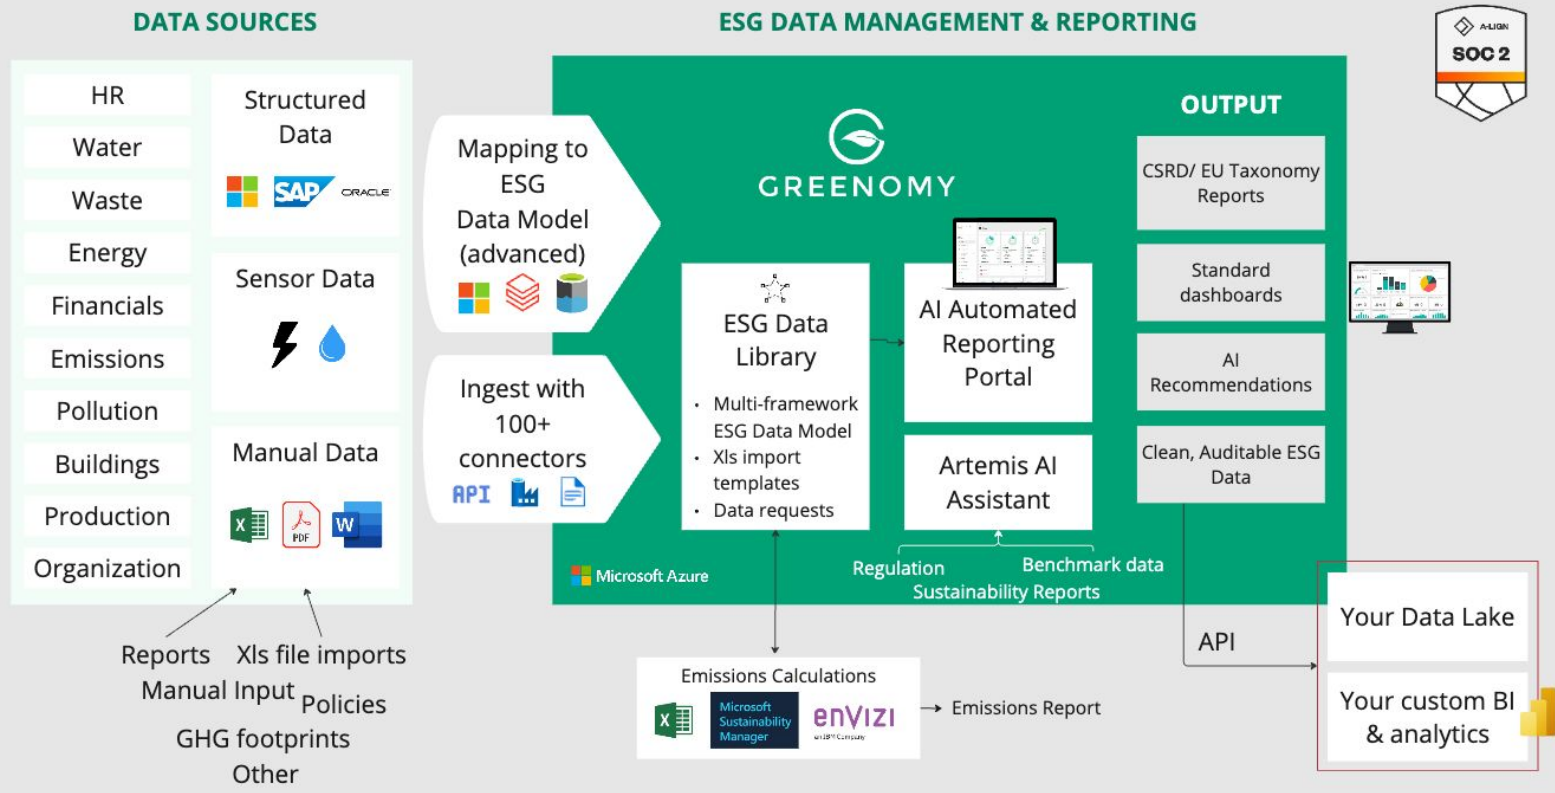 DATA SOURCES
HR
Water
Waste
Energy
Financials
Emissions
Pollution
Buildings
Production
Organization
Structured
Data
SAP
ORACLE
Sensor Data
Manual Data
X
PDF
W
Reports
Xls file imports
Manual Input
Policies
GHG footprints
Other
Mapping to
ESG
Data Model
(advanced)
Ingest with
100+
connectors
API
ESG DATA MANAGEMENT & REPORTING
GREENOMY
ESG Data
Library
• Multi-framework
ESG Data Model
• Xls import
templates
• Data requests
AI Automated
Reporting
Portal
Artemis AI
Assistant
Regulation
Benchmark data
Sustainability Reports
Microsoft Azure
OUTPUT
CSRD/ EU Taxonomy
Reports
Standard
dashboards
AI
Recommendations
Clean, Auditable ESG
Data
A-LIGN
SOC 2
Emissions Calculations
X
Microsoft
Sustainability
Manager
enVIZI
an IBM Company
Emissions Report
API
Your Data Lake
Your custom BI
& analytics